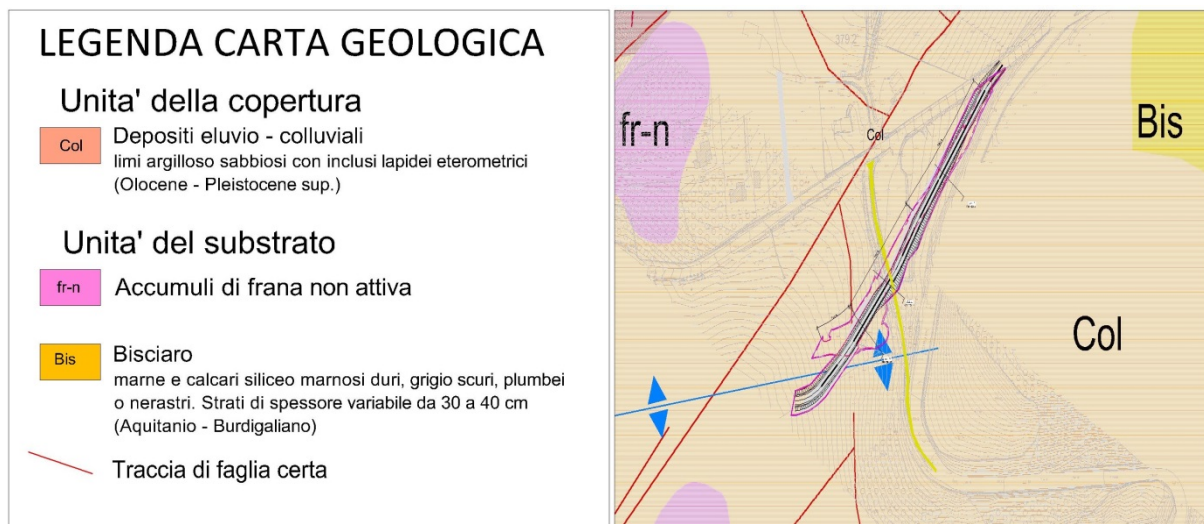 LEGENDA CARTA GEOLOGICA
Unita' della copertura
Col
Depositi eluvio - colluviali
limi argilloso sabbiosi con inclusi lapidei eterometrici
(Olocene - Pleistocene sup.)
Unita' del substrato
fr-n
Accumuli di frana non attiva
Bis
Bisciaro
marne e calcari siliceo marnosi duri, grigio scuri, plumbei
o nerastri. Strati di spessore variabile da 30 a 40 cm
(Aquitanio - Burdigaliano)
Traccia di faglia certa
fr-n
Col
Bis
Col